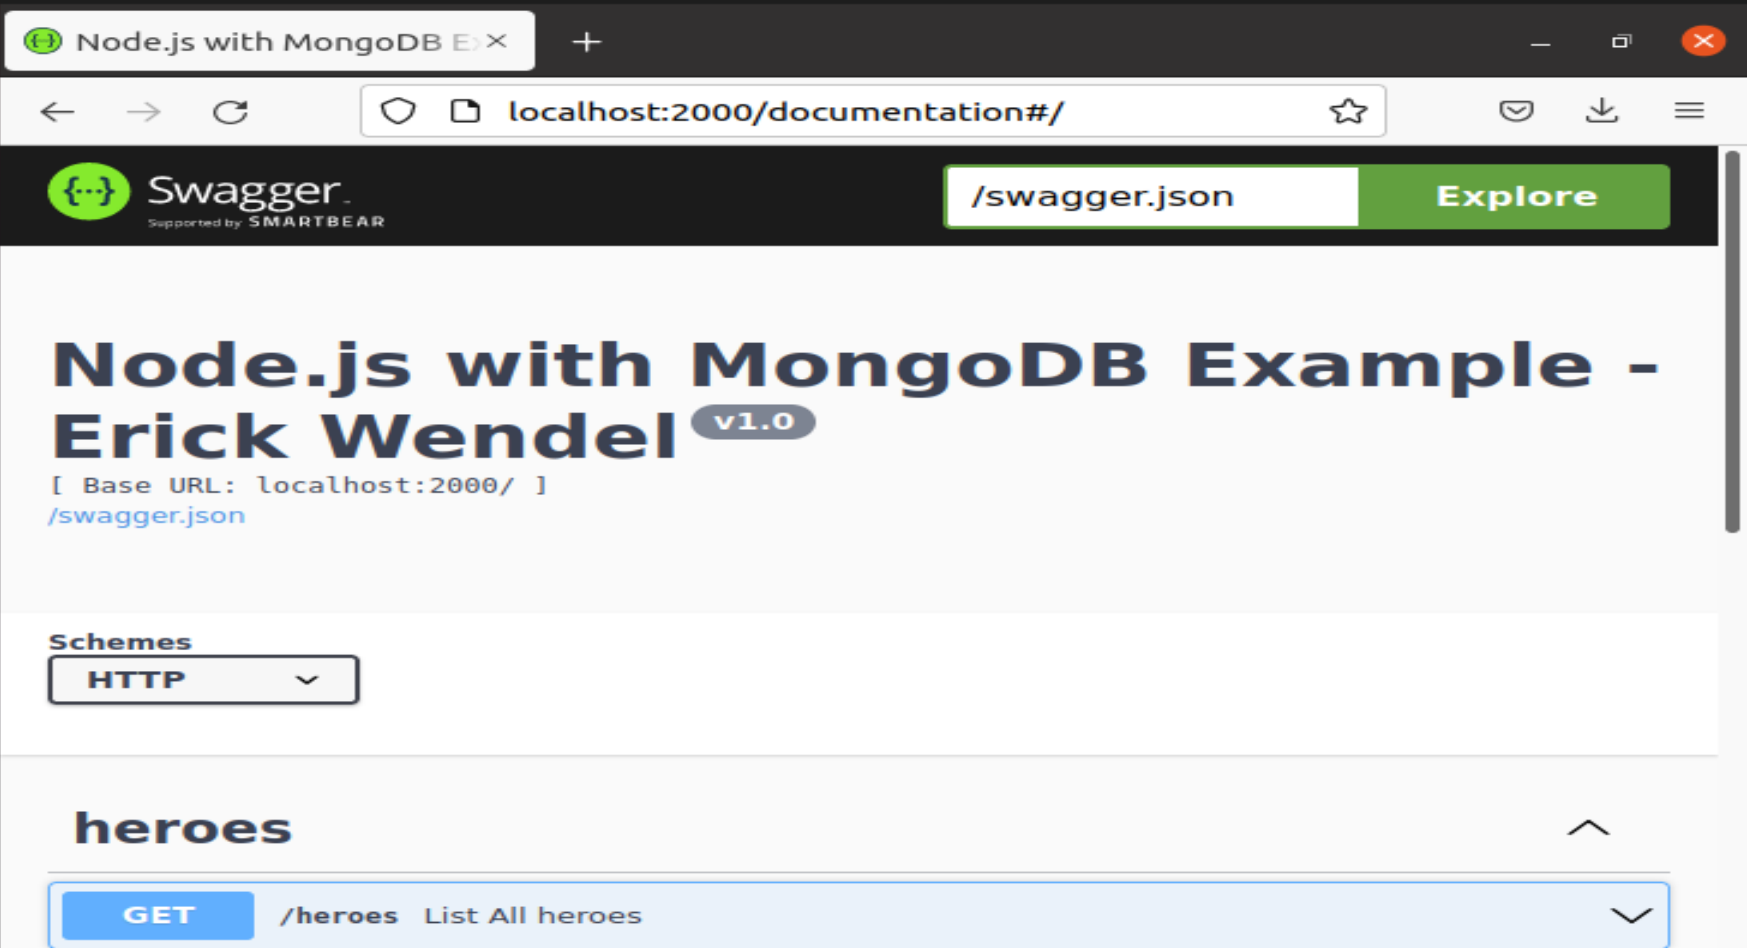 Node.js with MongoDB E
localhost:2000/documentation#/
{···} Swagger.
Supported by SMARTBEAR
/swagger.json
Explore
Node.js with MongoDB Example -
Erick Wendel v1.0
[ Base URL: localhost:2000/ ]
/swagger.json
Schemes
HTTP
heroes
GET /heroes List All heroes